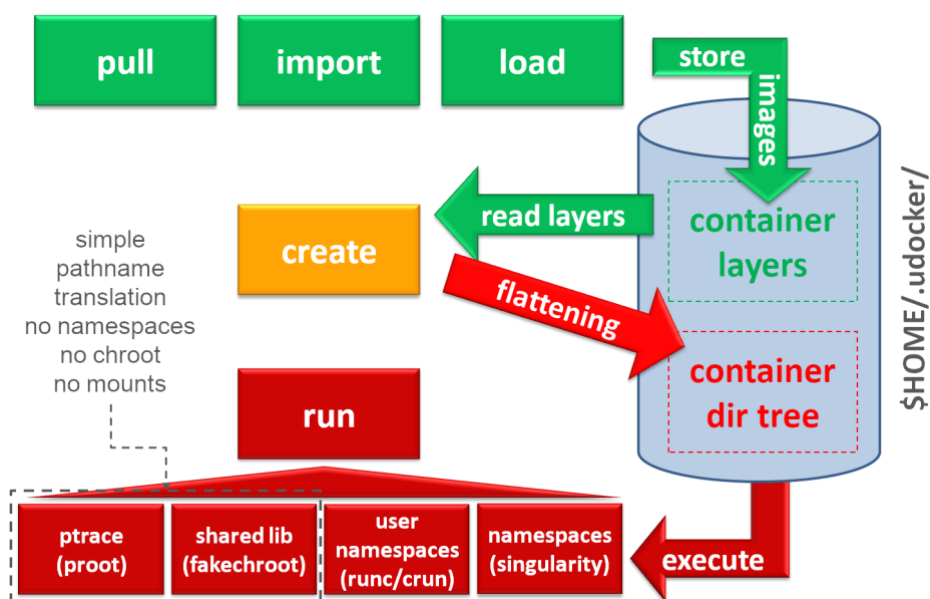 pull
import
load
store
images
$HOME/.udocker/
read layers
container
layers
create
simple
pathname
translation
no namespaces
no chroot
no mounts
flattening
container
dir tree
run
ptrace
(proot)
shared lib
(fakechroot)
user
namespaces
(runc/crun)
namespaces
(singularity)
execute